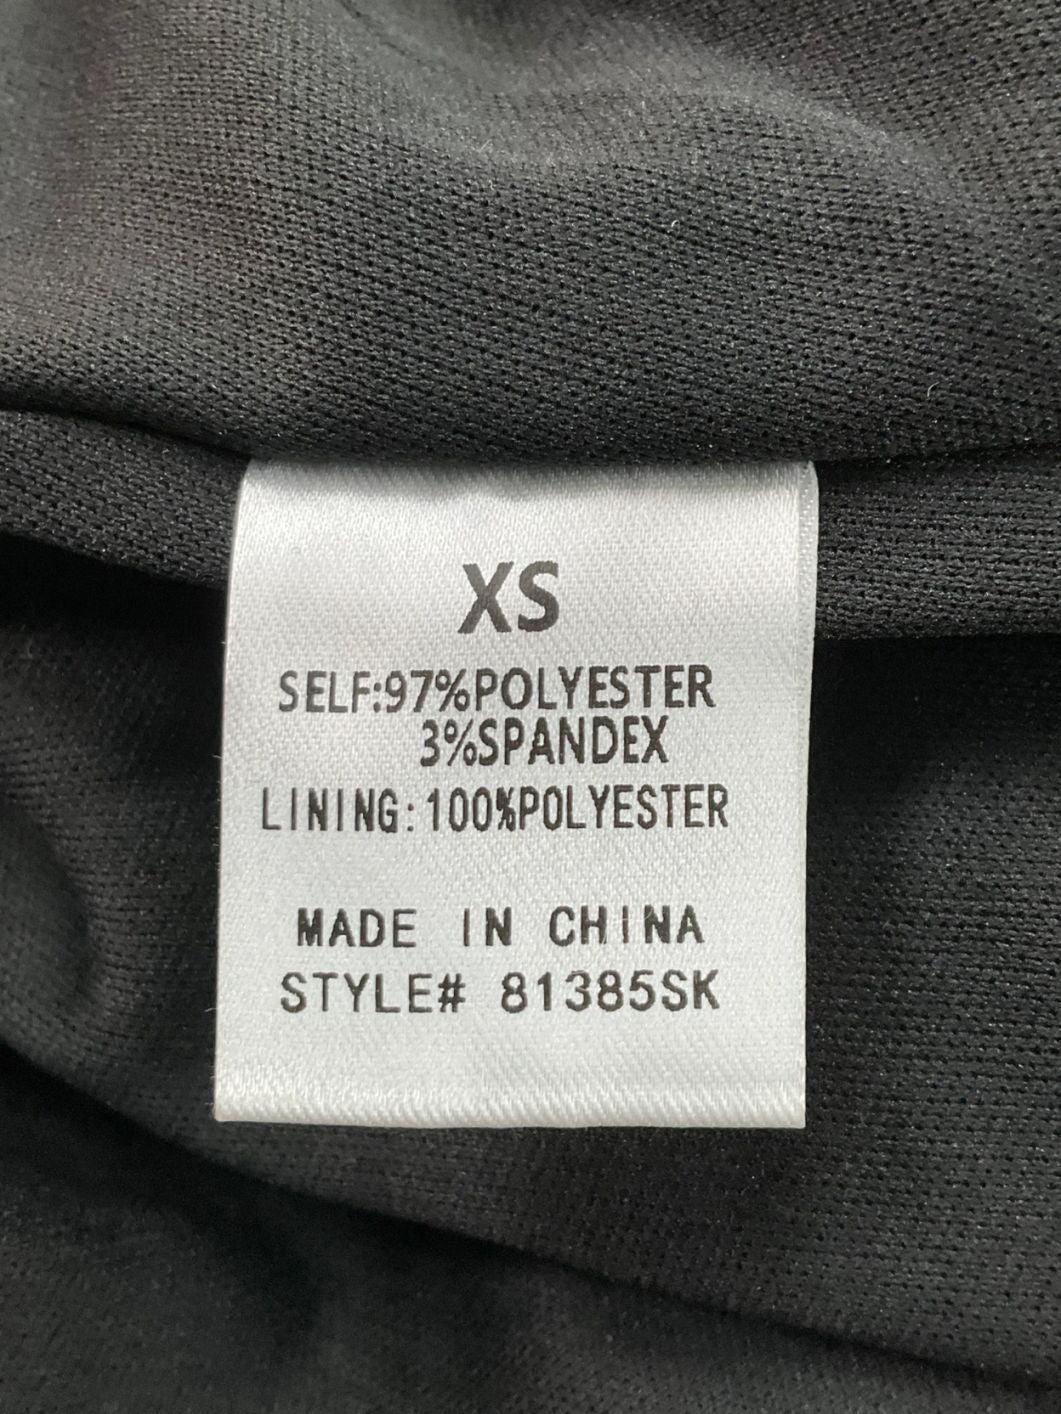 XS
SELF:97%POLYESTER
3%SPANDEX
LINING:100%POLYESTER
MADE IN CHINA
STYLE# 81385SK